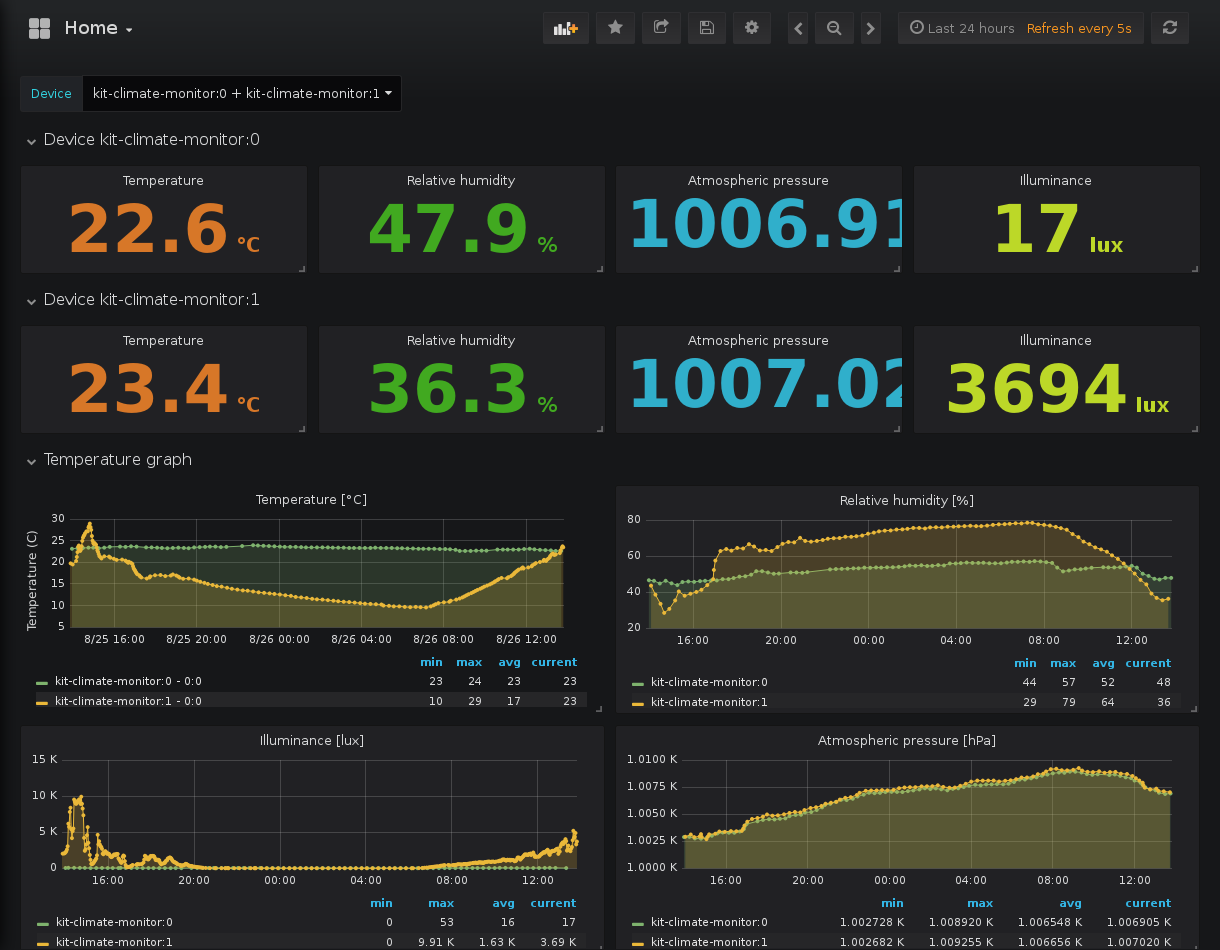 Home
Last 24 hours Refresh every 5s
Device kit-climate-monitor:0 + kit-climate-monitor:1
Device kit-climate-monitor:0
Temperature Relative humidity Atmospheric pressure Illuminance
22.6 °C 47.9 % 1006.91 17 lux
Device kit-climate-monitor:1
Temperature Relative humidity Atmospheric pressure Illuminance
23.4 °C 36.3 % 1007.02 3694 lux
Temperature graph
Temperature [°C]
Temperature (C)
30
25
20
15
10
5
8/25 16:00 8/25 20:00 8/26 00:00 8/26 04:00 8/26 08:00 8/26 12:00
min max avg current
kit-climate-monitor:0 - 0:0 23 24 23 23
kit-climate-monitor:1 - 0:0 10 29 17 23
Relative humidity [%]
80
60
40
20
16:00 20:00 00:00 04:00 08:00 12:00
min max avg current
kit-climate-monitor:0 44 57 52 48
kit-climate-monitor:1 29 79 64 36
Illuminance [lux]
15 K
10 K
5 K
0
16:00 20:00 00:00 04:00 08:00 12:00
min max avg current
kit-climate-monitor:0 0 53 16 17
kit-climate-monitor:1 0 9.91 K 1.63 K 3.69 K
Atmospheric pressure [hPa]
1.0100 K
1.0075 K
1.0050 K
1.0025 K
1.0000 K
16:00 20:00 00:00 04:00 08:00 12:00
min max avg current
kit-climate-monitor:0 1.002728 K 1.008920 K 1.006548 K 1.006905 K
kit-climate-monitor:1 1.002682 K 1.009255 K 1.006656 K 1.007020 K